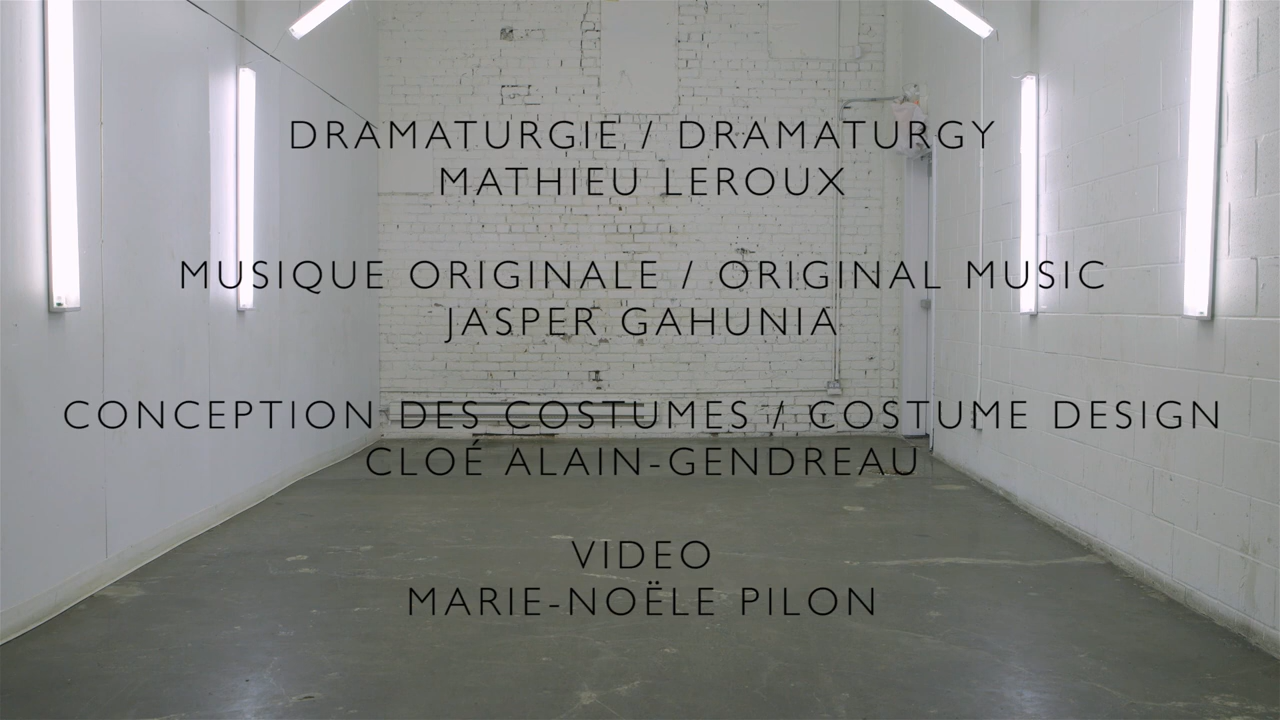 DRAMATURGIE / DRAMATURGY
MATHIEU LEROUX
MUSIQUE ORIGINALE / ORIGINAL MUSIC
JASPER GAHUNIA
CONCEPTION DES COSTUMES / COSTUME DESIGN
CLOÉ ALAIN-GENDREAU
VIDEO
MARIE-NOËLE PILON